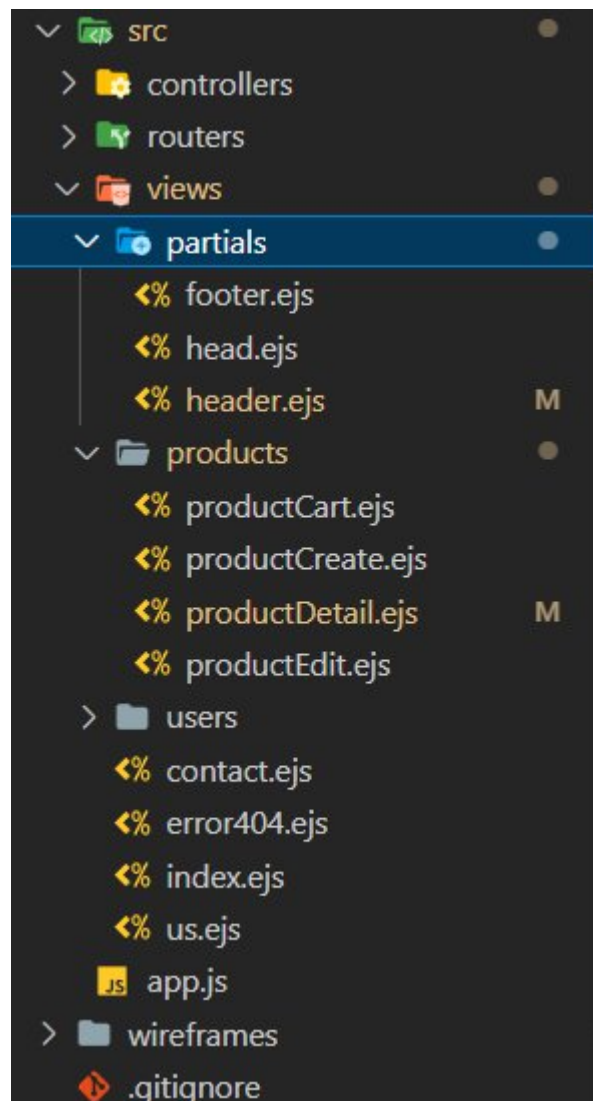 src
controllers
routers
views
partials
footer.ejs
head.ejs
header.ejs M
products
productCart.ejs
productCreate.ejs
productDetail.ejs M
productEdit.ejs
users
contact.ejs
error404.ejs
index.ejs
us.ejs
JS app.js
wireframes
.gitignore